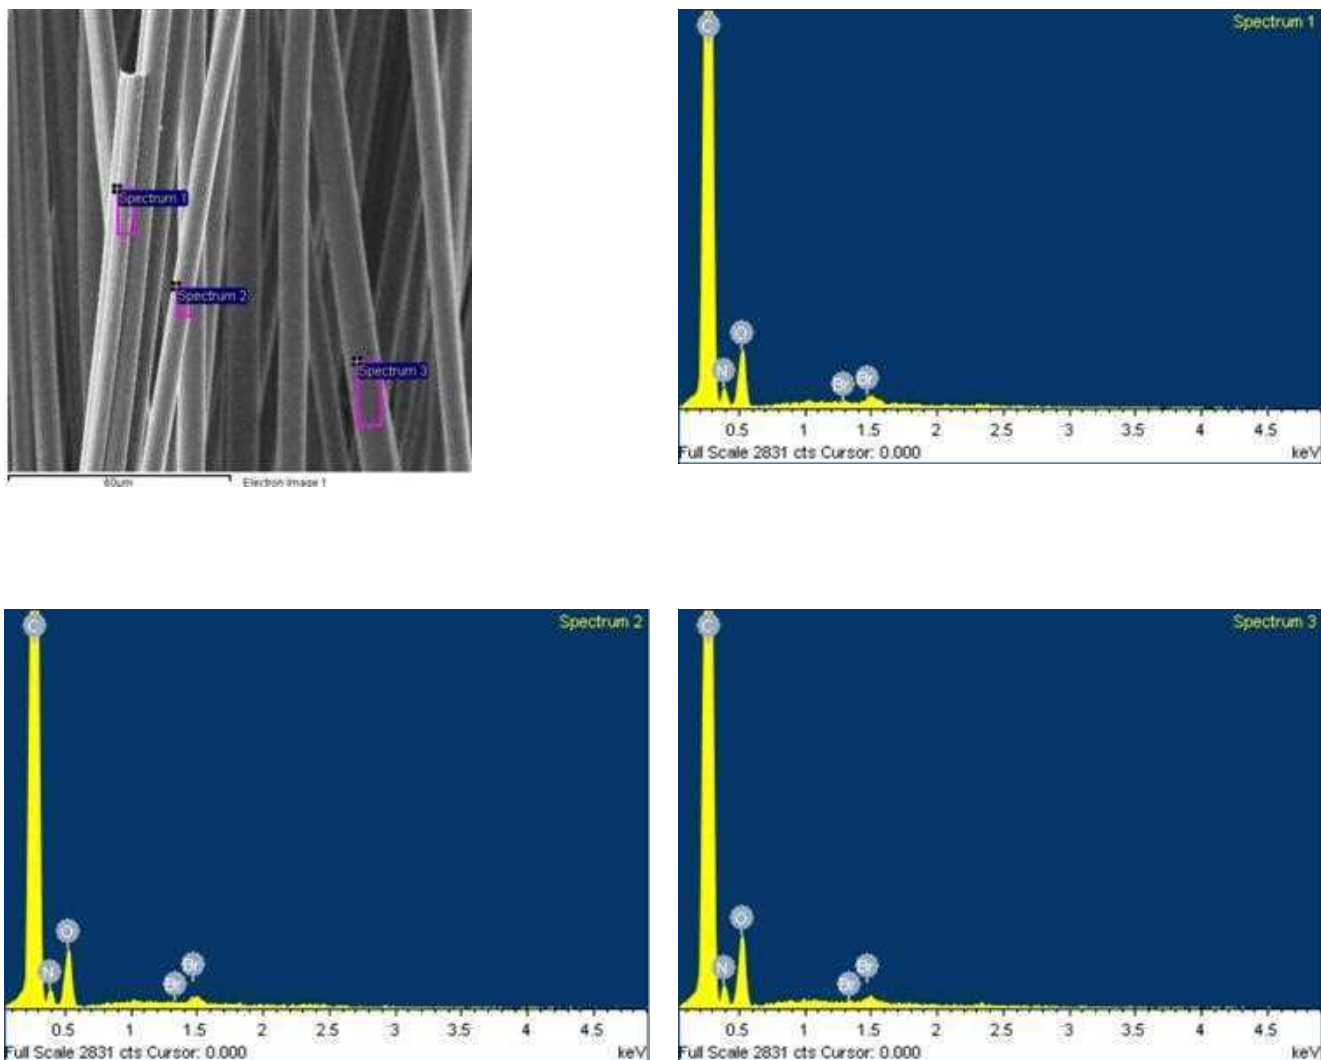 Spectrum 1
Spectrum 2
Spectrum 3
60µm
Electron Image 1
Spectrum 1
C
O
N
Br
Br
0.5 1 1.5 2 2.5 3 3.5 4 4.5
Full Scale 2831 cts Cursor: 0.000 keV
Spectrum 2
C
O
N
Br
Br
0.5 1 1.5 2 2.5 3 3.5 4 4.5
Full Scale 2831 cts Cursor: 0.000 keV
Spectrum 3
C
O
N
Br
Br
0.5 1 1.5 2 2.5 3 3.5 4 4.5
Full Scale 2831 cts Cursor: 0.000 keV